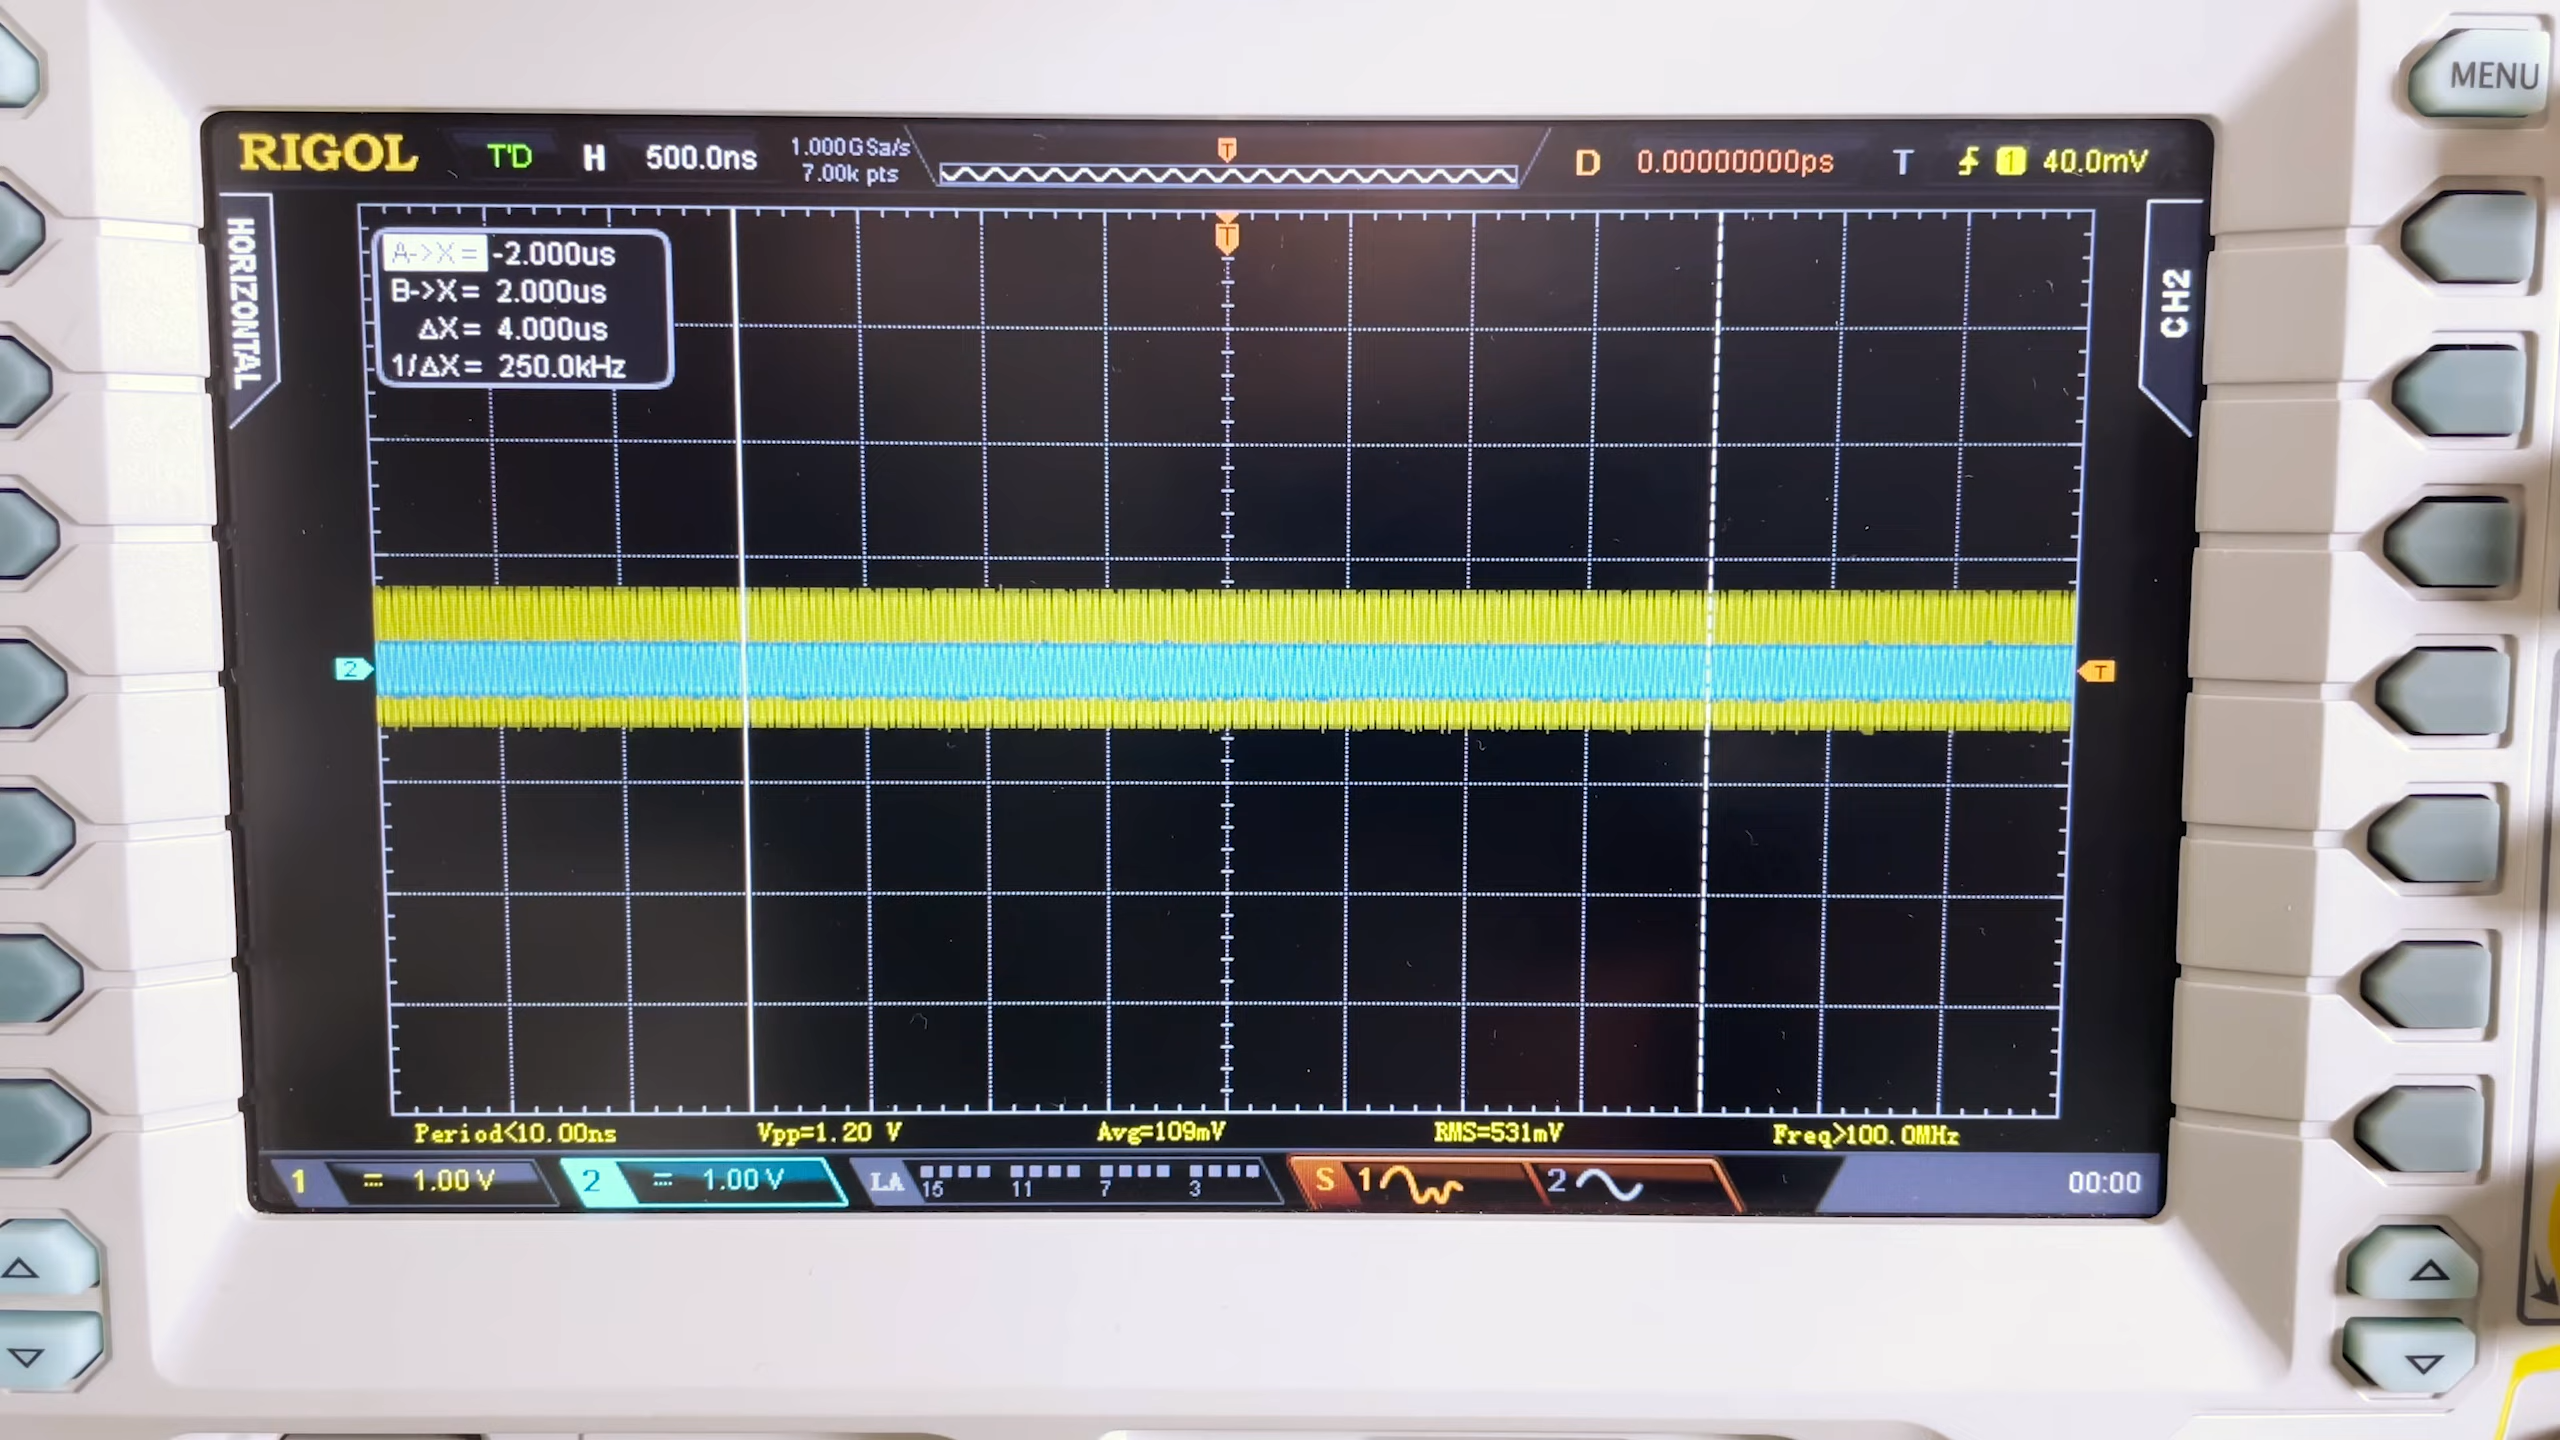 MENU
RIGOL T'D H 500.0ns 1.000GSa/s 7.00k pts T D 0.00000000ps T 1 40.0mV
HORIZONTAL
CH2
T
A->X= -2.000us
B->X= 2.000us
ΔX= 4.000us
1/ΔX= 250.0kHz
2
T
Period<10.00ns Vpp=1.20 V Avg=109mV RMS=531mV Freq>100.0MHz
1 = 1.00 V 2 = 1.00 V LA 15 11 7 3 S 1 2 00:00